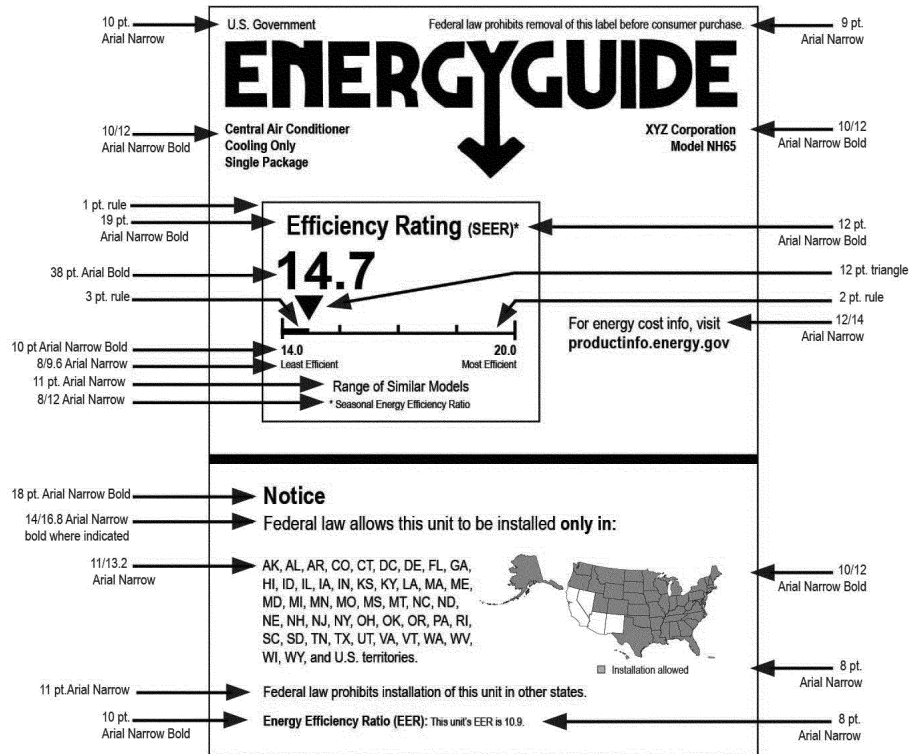 10 pt.
Arial Narrow
U.S. Government
Federal law prohibits removal of this label before consumer purchase.
9 pt.
Arial Narrow
ENERGYGUIDE
10/12
Arial Narrow Bold
Central Air Conditioner
Cooling Only
Single Package
XYZ Corporation
Model NH65
10/12
Arial Narrow Bold
1 pt. rule
19 pt.
Arial Narrow Bold
Efficiency Rating (SEER)*
12 pt.
Arial Narrow Bold
38 pt. Arial Bold
14.7
12 pt. triangle
3 pt. rule
2 pt. rule
For energy cost info, visit
productinfo.energy.gov
12/14
Arial Narrow
10 pt Arial Narrow Bold
14.0
20.0
8/9.6 Arial Narrow
Least Efficient
Most Efficient
11 pt. Arial Narrow
Range of Similar Models
8/12 Arial Narrow
* Seasonal Energy Efficiency Ratio
18 pt. Arial Narrow Bold
Notice
14/16.8 Arial Narrow
bold where indicated
Federal law allows this unit to be installed only in:
11/13.2
Arial Narrow
AK, AL, AR, CO, CT, DC, DE, FL, GA,
HI, ID, IL, IA, IN, KS, KY, LA, MA, ME,
MD, MI, MN, MO, MS, MT, NC, ND,
NE, NH, NJ, NY, OH, OK, OR, PA, RI,
SC, SD, TN, TX, UT, VA, VT, WA, WV,
WI, WY, and U.S. territories.
10/12
Arial Narrow Bold
Installation allowed
8 pt.
Arial Narrow
11 pt.Arial Narrow
Federal law prohibits installation of this unit in other states.
10 pt.
Arial Narrow Bold
Energy Efficiency Ratio (EER): This unit's EER is 10.9.
8 pt.
Arial Narrow